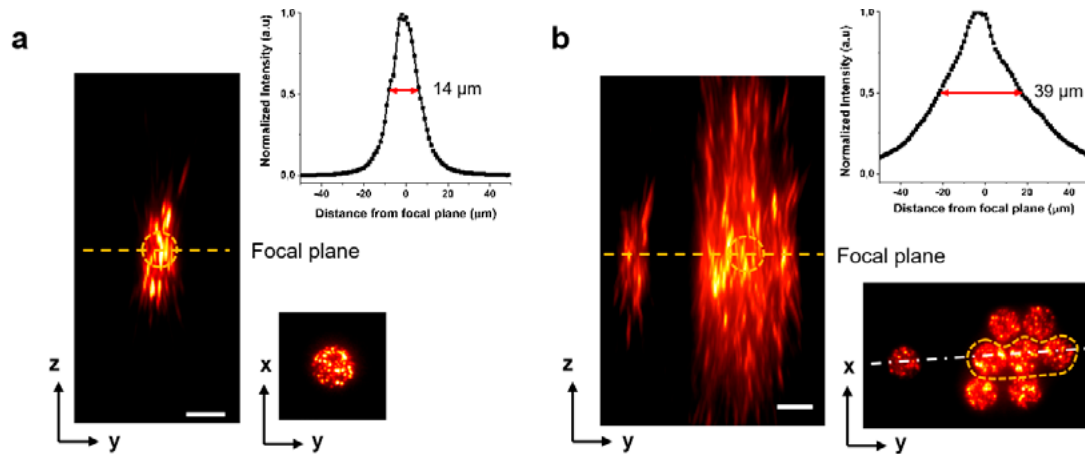 a
Normalized Intensity (a.u)
1,0
0,5
0,0
14 µm
-40 -20 0 20 40
Distance from focal plane (µm)
Focal plane
z
y
x
y
b
Normalized Intensity (a.u)
1,0
0,5
0,0
39 µm
-40 -20 0 20 40
Distance from focal plane (µm)
Focal plane
z
y
x
y